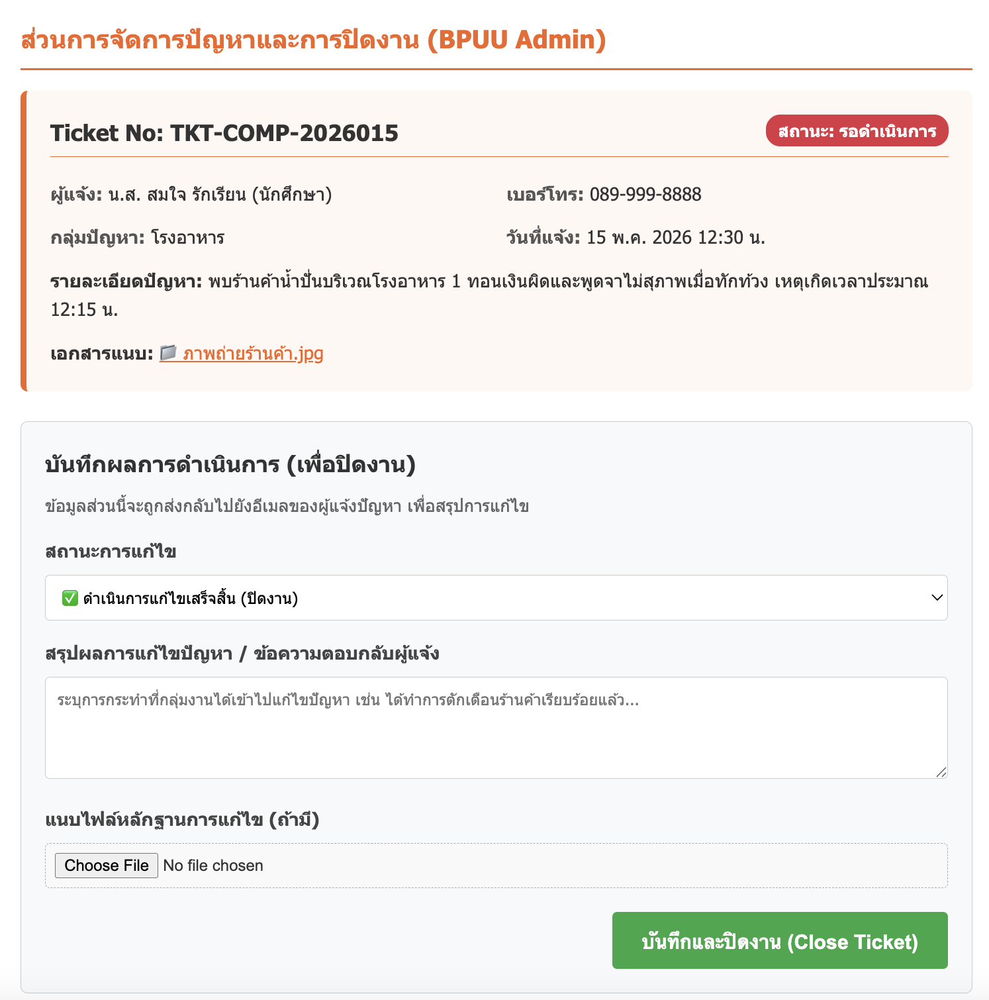 ส่วนการจัดการปัญหาและการปิดงาน (BPUU Admin)
Ticket No: TKT-COMP-2026015
สถานะ: รอดำเนินการ
ผู้แจ้ง: น.ส. สมใจ รักเรียน (นักศึกษา)
เบอร์โทร: 089-999-8888
กลุ่มปัญหา: โรงอาหาร
วันที่แจ้ง: 15 พ.ค. 2026 12:30 น.
รายละเอียดปัญหา: พบร้านค้าน้ำปั่นบริเวณโรงอาหาร 1 ทอนเงินผิดและพูดจาไม่สุภาพเมื่อทักท้วง เหตุเกิดเวลาประมาณ
12:15 น.
เอกสารแนบ: 📁 ภาพถ่ายร้านค้า.jpg
บันทึกผลการดำเนินการ (เพื่อปิดงาน)
ข้อมูลส่วนนี้จะถูกส่งกลับไปยังอีเมลของผู้แจ้งปัญหา เพื่อสรุปการแก้ไข
สถานะการแก้ไข
✅ ดำเนินการแก้ไขเสร็จสิ้น (ปิดงาน)
สรุปผลการแก้ไขปัญหา / ข้อความตอบกลับผู้แจ้ง
ระบุการกระทำที่กลุ่มงานได้เข้าไปแก้ไขปัญหา เช่น ได้ทำการตักเตือนร้านค้าเรียบร้อยแล้ว...
แนบไฟล์หลักฐานการแก้ไข (ถ้ามี)
Choose File No file chosen
บันทึกและปิดงาน (Close Ticket)